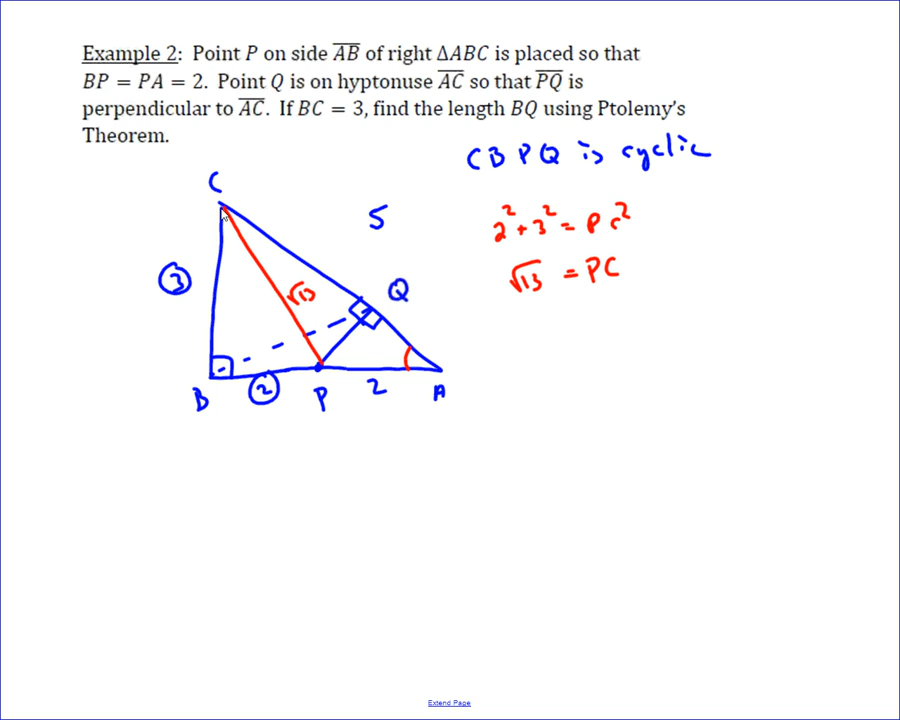 Example 2: Point P on side AB of right ΔABC is placed so that
BP = PA = 2. Point Q is on hyptonuse AC so that PQ is
perpendicular to AC. If BC = 3, find the length BQ using Ptolemy's
Theorem.
C B P Q is cyclic
C
5
2² + 3² = PC²
√13 = PC
3
√13
Q
B
2
P
2
A
Extend Page